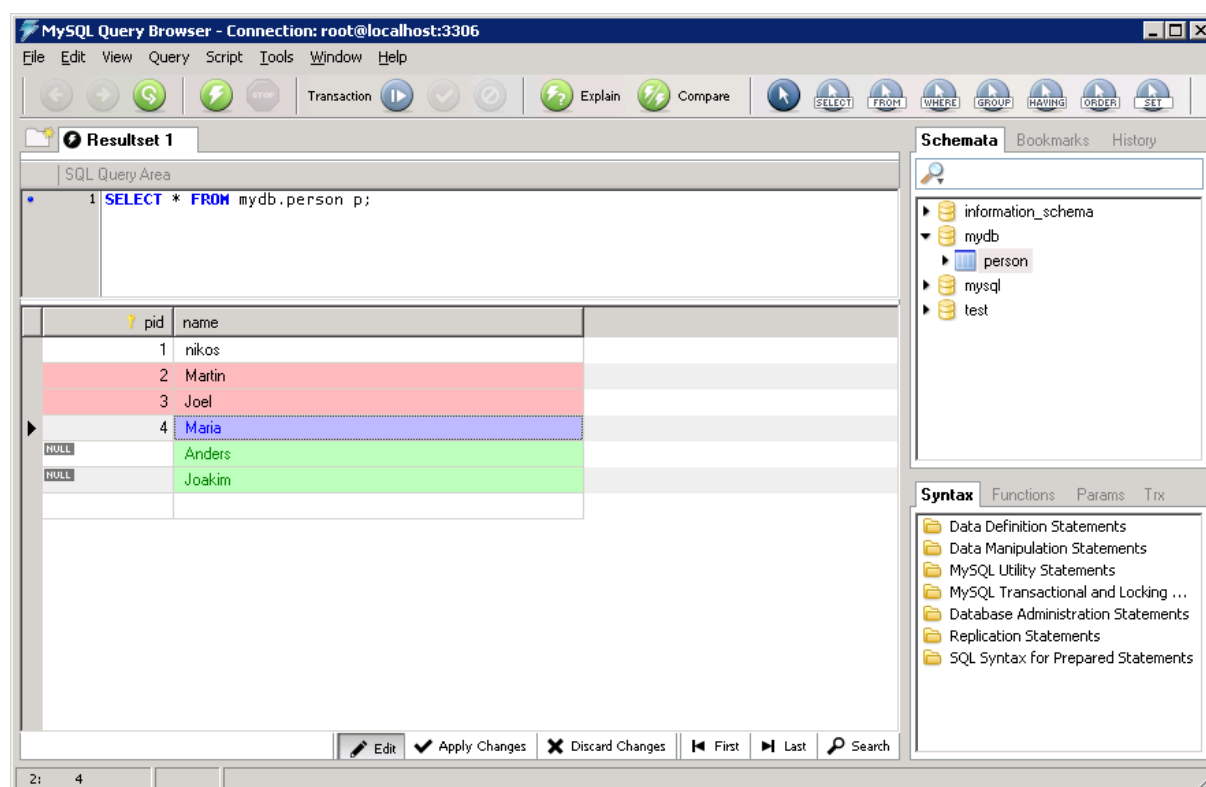 MySQL Query Browser - Connection: root@localhost:3306
File Edit View Query Script Tools Window Help
STOP Transaction Explain Compare SELECT FROM WHERE GROUP HAVING ORDER SET
Resultset 1
SQL Query Area
1 SELECT * FROM mydb.person p;
pid name
1 nikos
2 Martin
3 Joel
4 Maria
NULL Anders
NULL Joakim
Edit Apply Changes Discard Changes First Last Search
2: 4
Schemata Bookmarks History
information_schema
mydb
person
mysql
test
Syntax Functions Params Trx
Data Definition Statements
Data Manipulation Statements
MySQL Utility Statements
MySQL Transactional and Locking ...
Database Administration Statements
Replication Statements
SQL Syntax for Prepared Statements